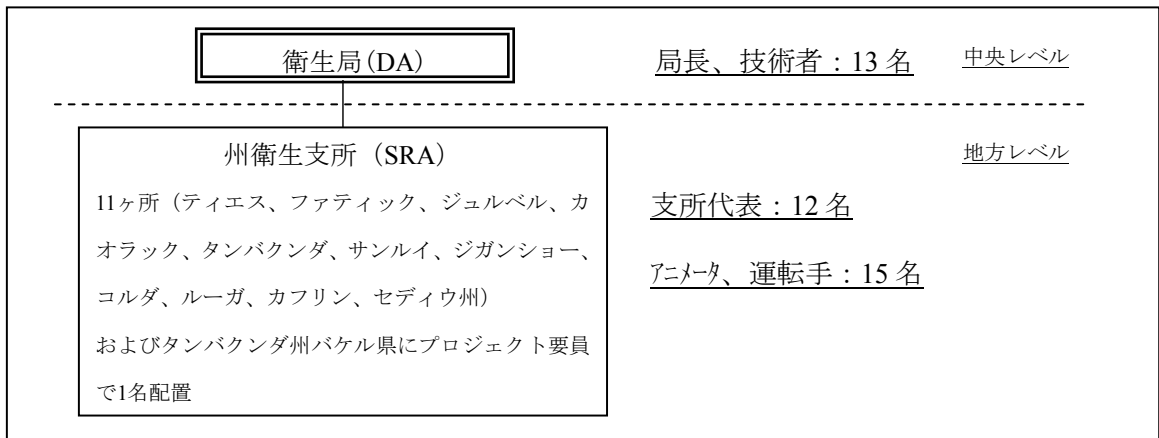 衛生局(DA)
局長、技術者：13 名
中央レベル
州衛生支所（SRA）
地方レベル
11ヶ所（ティエス、ファティック、ジュルベル、カ
オラック、タンバクンダ、サンルイ、ジガンショー、
コルダ、ルーガ、カフリン、セディウ州）
およびタンバクンダ州バケル県にプロジェクト要員
で1名配置
支所代表：12 名
ｱﾆﾒｰﾀ、運転手：15 名